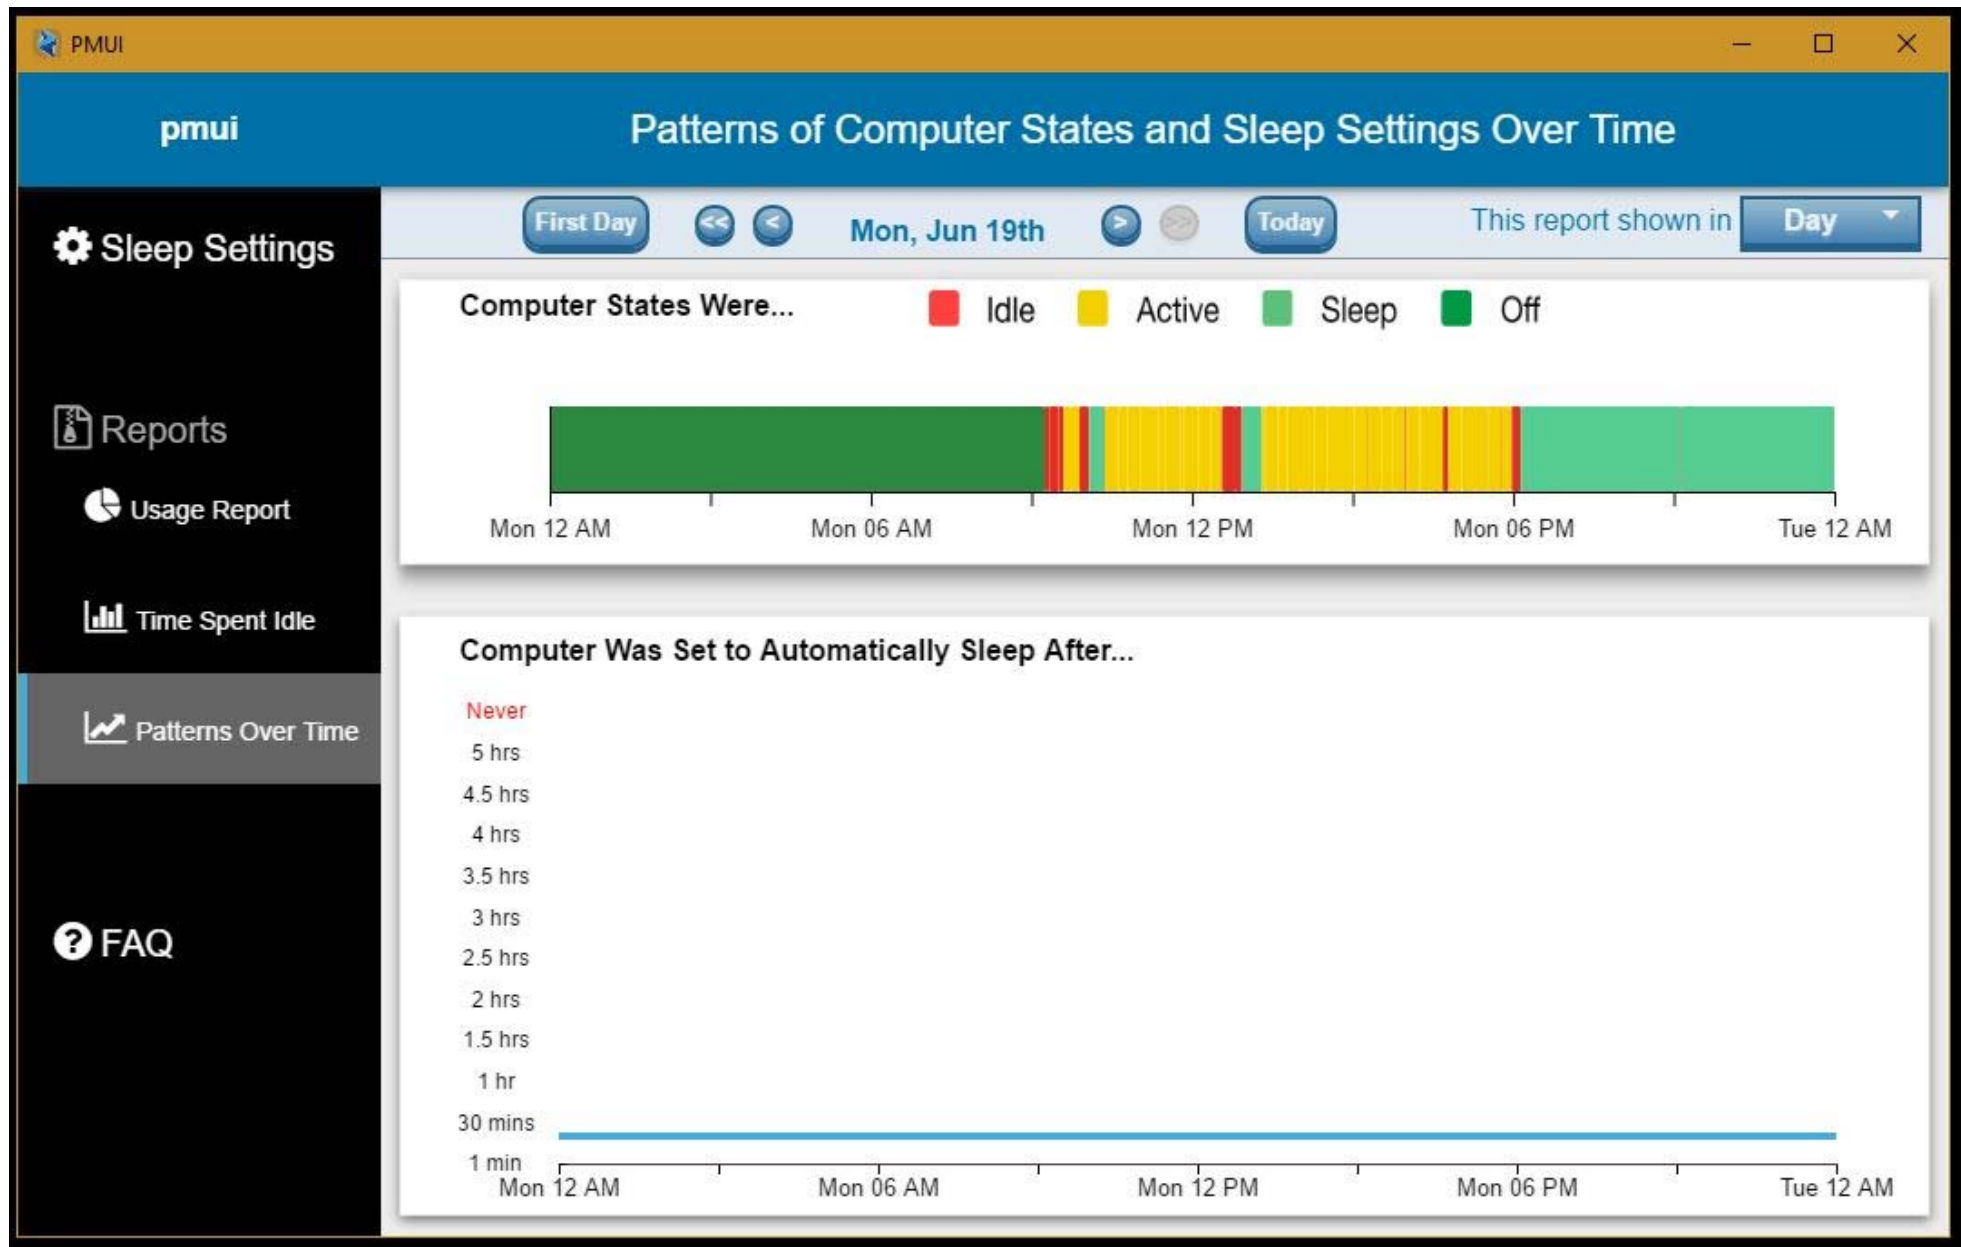 PMUI
pmui
Patterns of Computer States and Sleep Settings Over Time
Sleep Settings
Reports
Usage Report
Time Spent Idle
Patterns Over Time
FAQ
First Day << < Mon, Jun 19th > >> Today This report shown in Day
Computer States Were... Idle Active Sleep Off
Mon 12 AM Mon 06 AM Mon 12 PM Mon 06 PM Tue 12 AM
Computer Was Set to Automatically Sleep After...
Never
5 hrs
4.5 hrs
4 hrs
3.5 hrs
3 hrs
2.5 hrs
2 hrs
1.5 hrs
1 hr
30 mins
1 min
Mon 12 AM Mon 06 AM Mon 12 PM Mon 06 PM Tue 12 AM